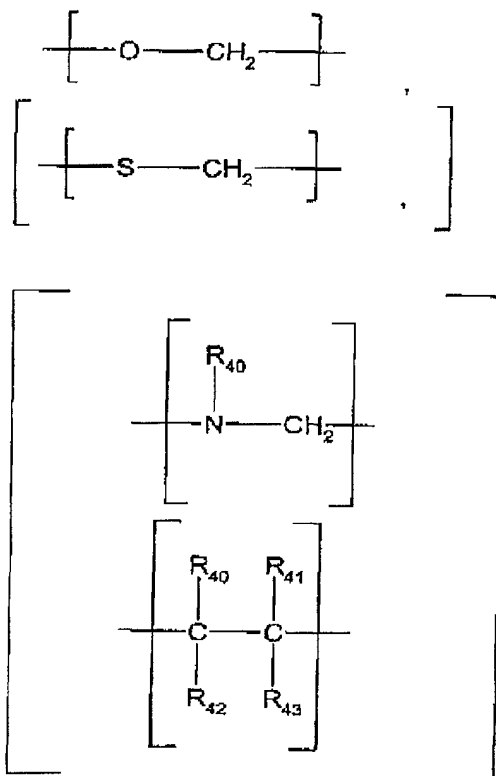 [ O — CH₂ ] ,
[ [ S — CH₂ ] , ]
R₄₀
N — CH₂
R₄₀ R₄₁
C — C
R₄₂ R₄₃